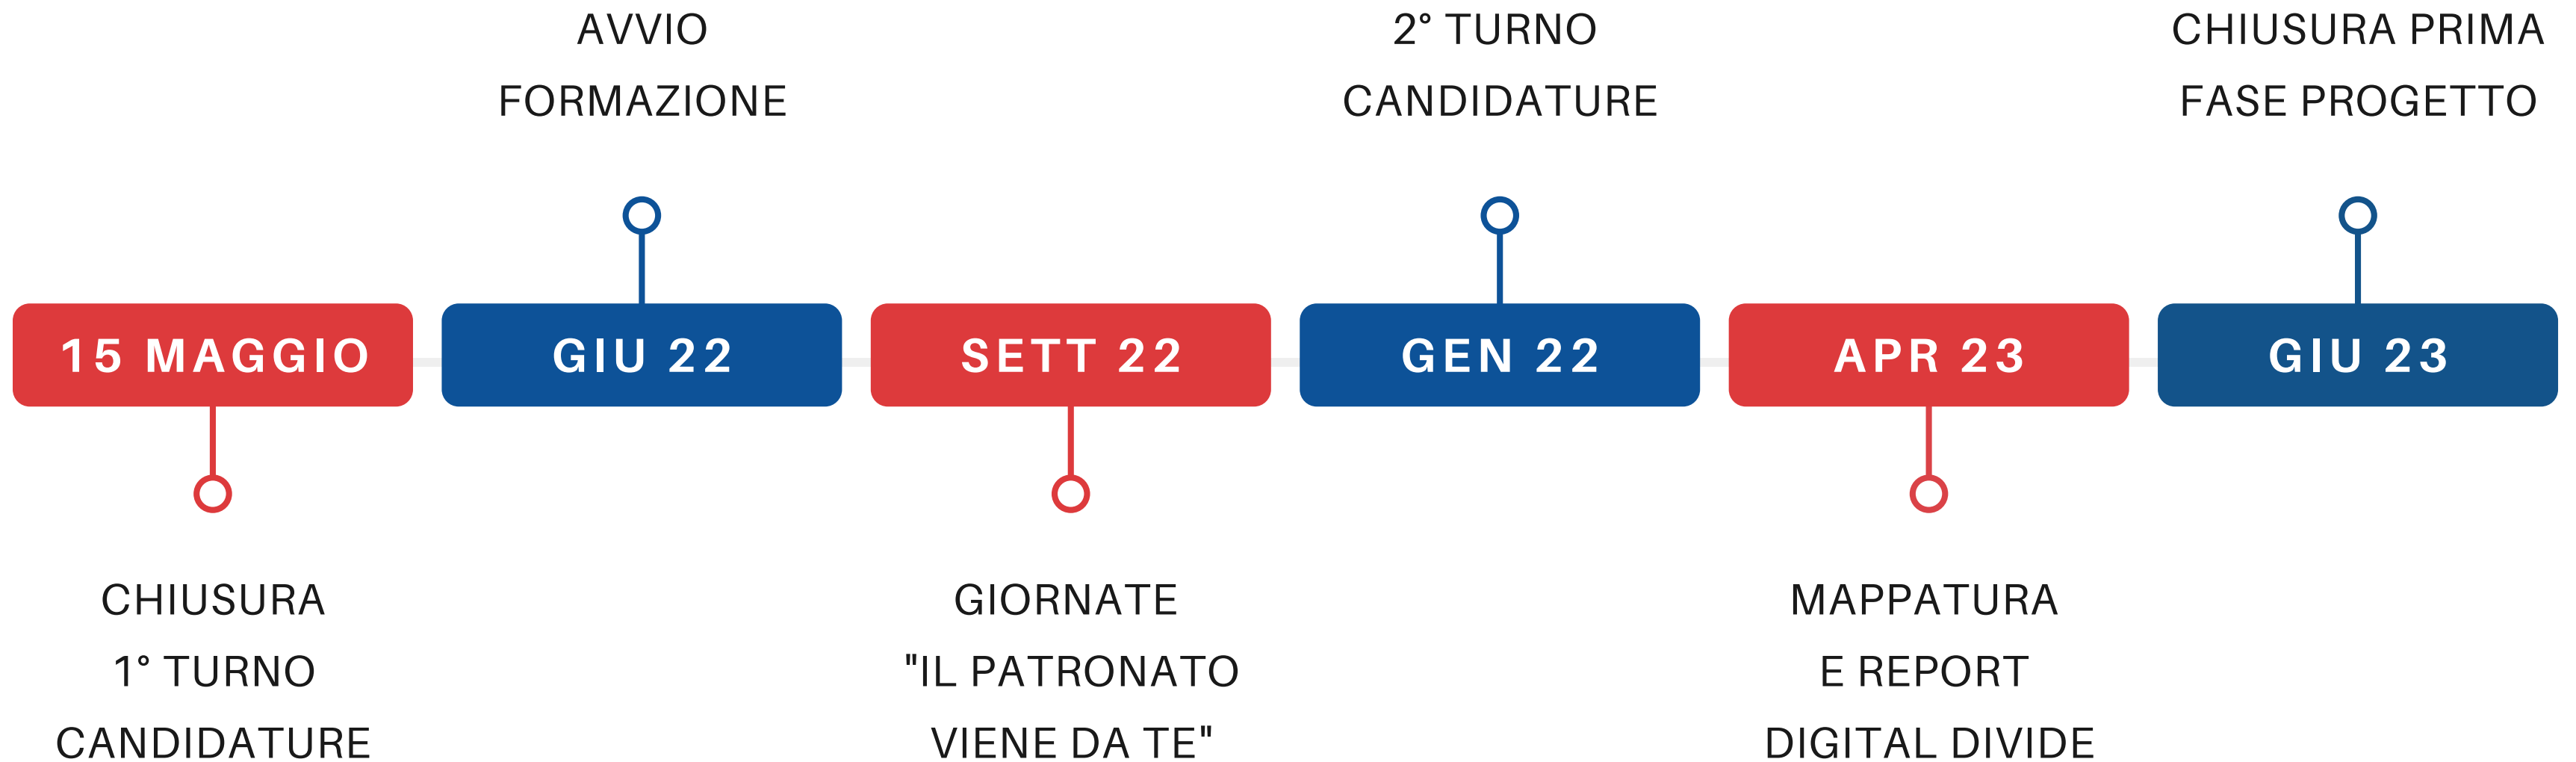 AVVIO
FORMAZIONE
2° TURNO
CANDIDATURE
CHIUSURA PRIMA
FASE PROGETTO
15 MAGGIO
GIU 22
SETT 22
GEN 22
APR 23
GIU 23
CHIUSURA
1° TURNO
CANDIDATURE
GIORNATE
"IL PATRONATO
VIENE DA TE"
MAPPATURA
E REPORT
DIGITAL DIVIDE